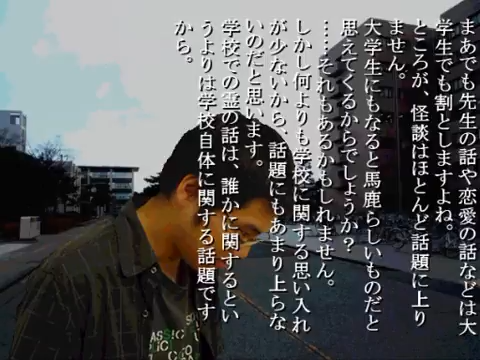 まあでも先生の話や恋愛の話などは大
学生でも割としますよね。
ところが、怪談はほとんど話題に上り
ません。
大学生にもなると馬鹿らしいものだと
思えてくるからでしょうか？
……それもあるかもしれません。
しかし何よりも学校に関する思い入れ
が少ないから、話題にもあまり上らな
いのだと思います。
学校での霊の話は、誰かに関するとい
うよりは学校自体に関する話題です
から。
ASSIC